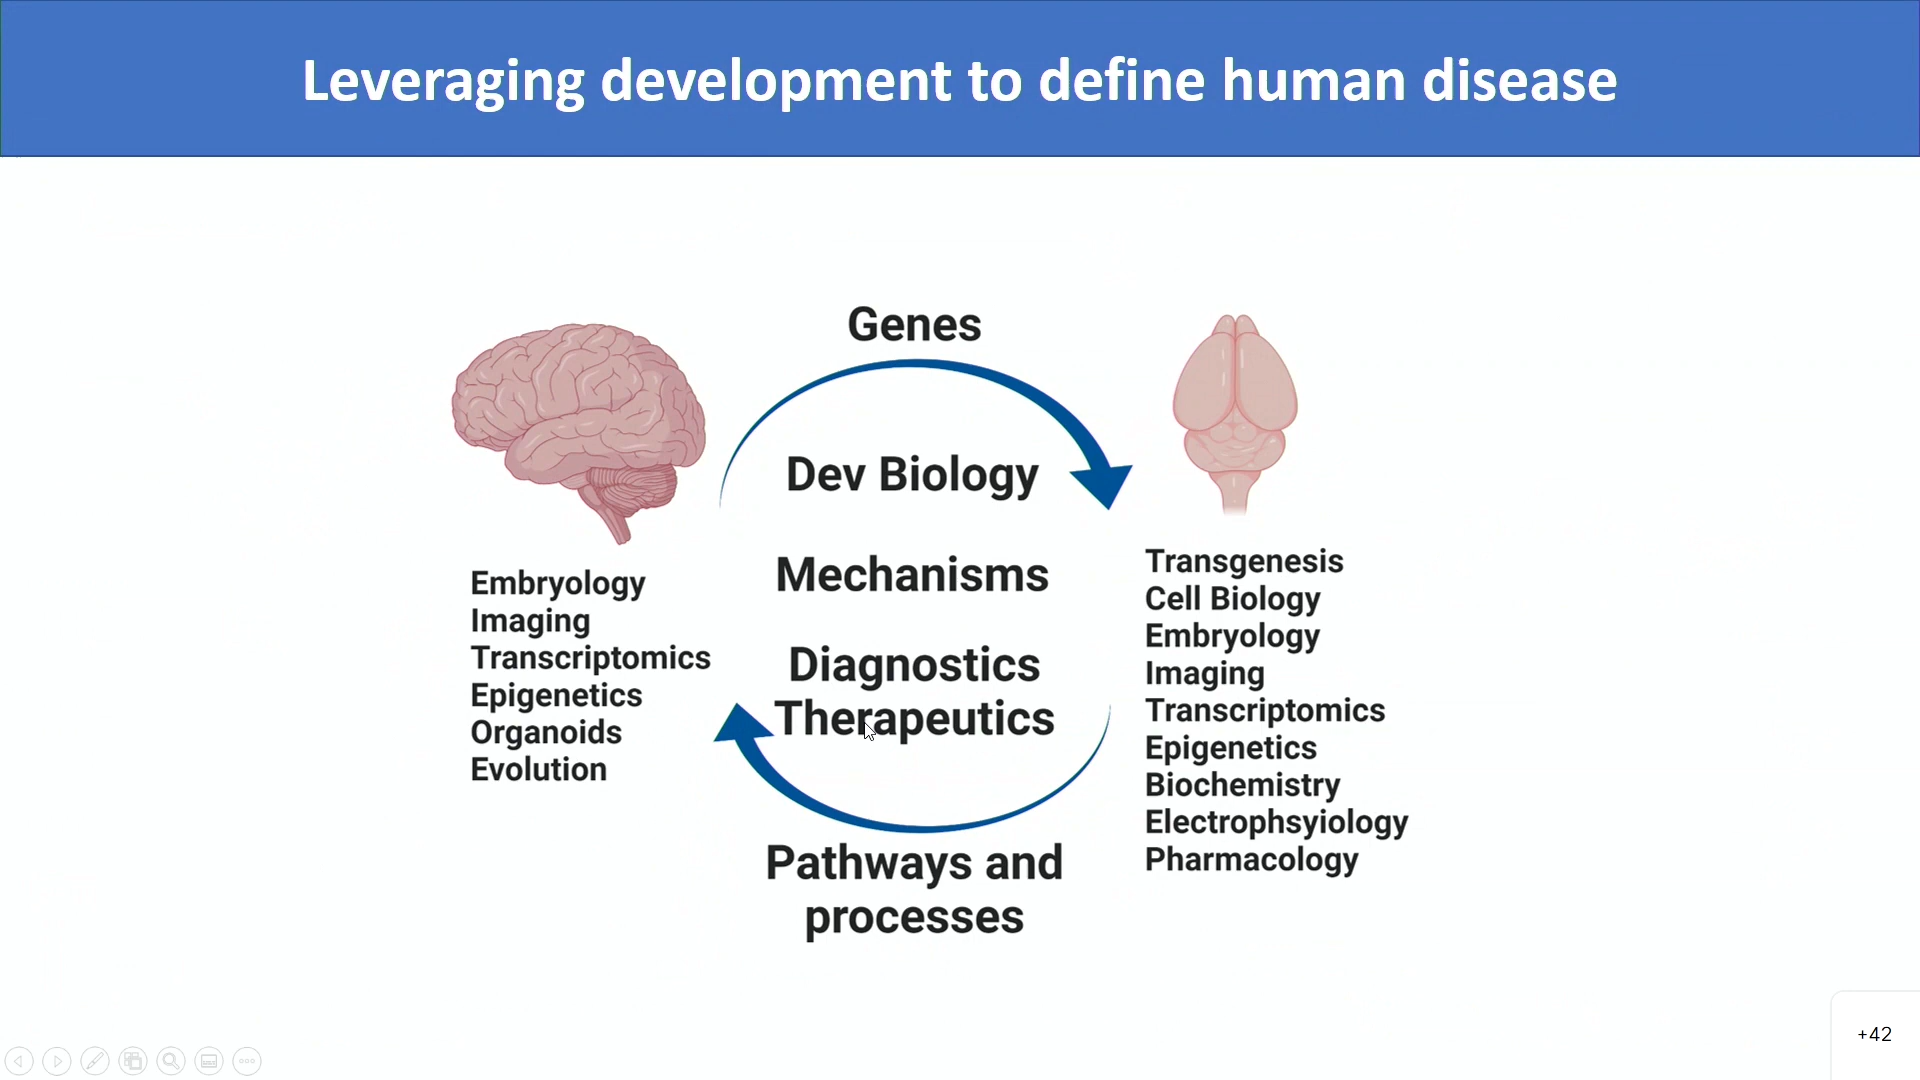 Leveraging development to define human disease
Genes
Dev Biology
Mechanisms
Diagnostics
Therapeutics
Pathways and
processes
Embryology
Imaging
Transcriptomics
Epigenetics
Organoids
Evolution
Transgenesis
Cell Biology
Embryology
Imaging
Transcriptomics
Epigenetics
Biochemistry
Electrophsyiology
Pharmacology
+42